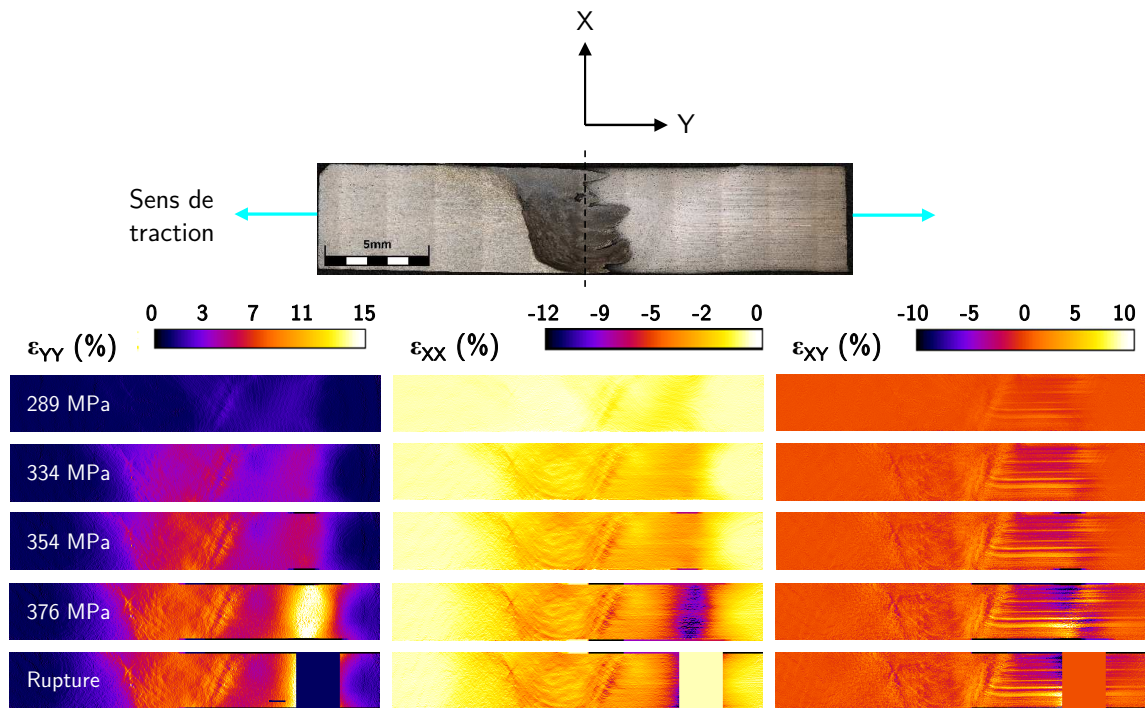 X
Y
Sens de
traction
5mm
0 3 7 11 15
εYY (%)
-12 -9 -5 -2 0
εXX (%)
-10 -5 0 5 10
εXY (%)
289 MPa
334 MPa
354 MPa
376 MPa
Rupture